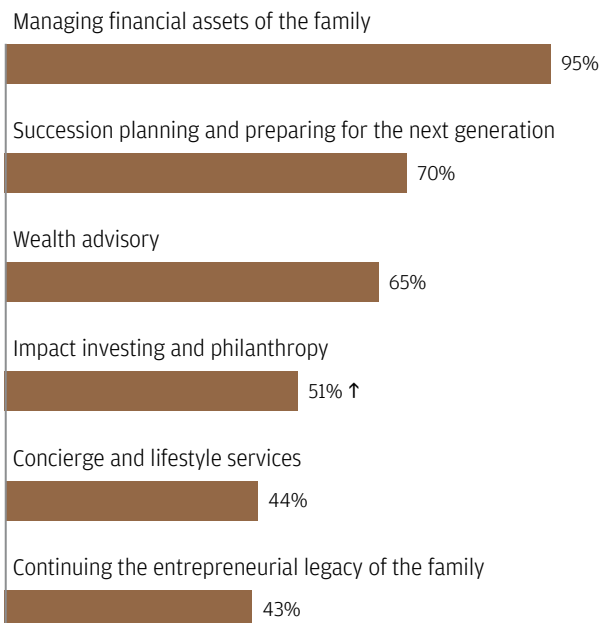 Managing financial assets of the family
95%
Succession planning and preparing for the next generation
70%
Wealth advisory
65%
Impact investing and philanthropy
51% ↑
Concierge and lifestyle services
44%
Continuing the entrepreneurial legacy of the family
43%